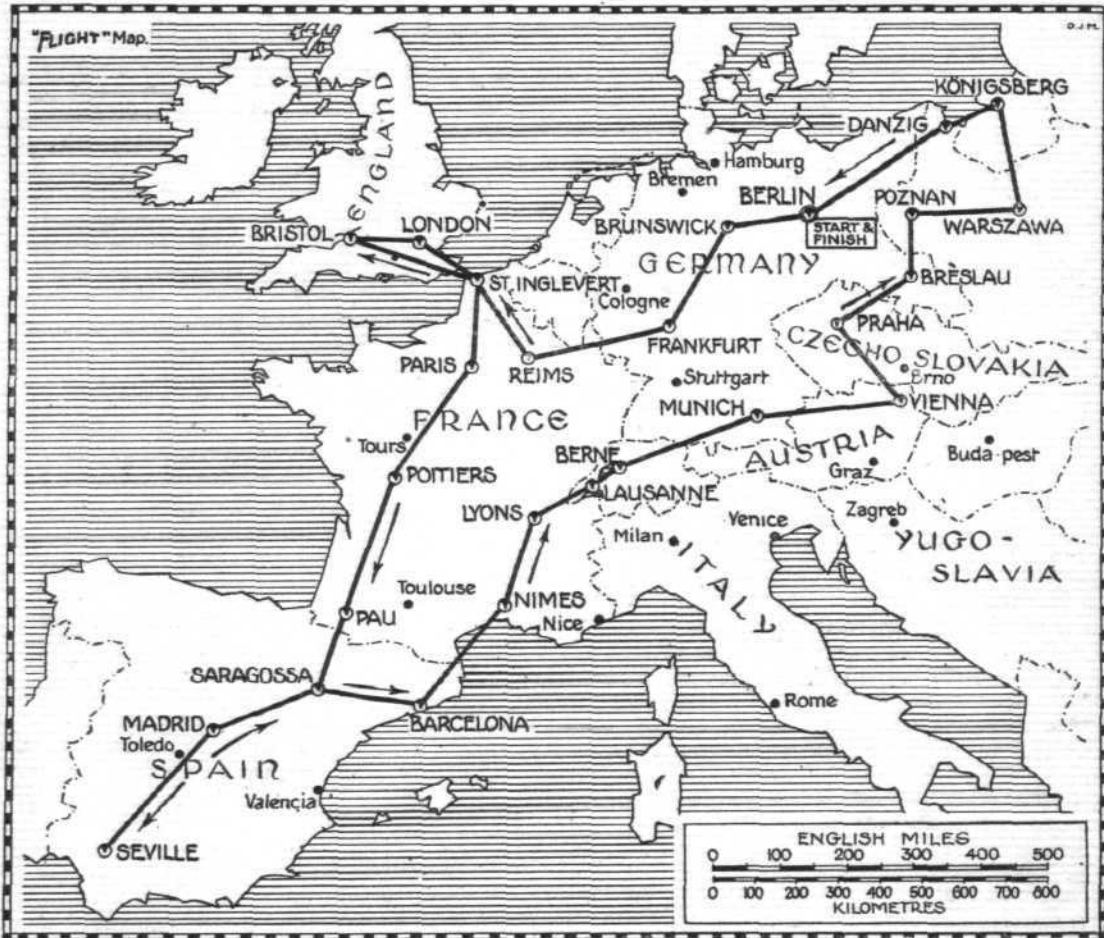 "FLIGHT" Map.
O.J.M.
KÖNIGSBERG
DANZIG
ENGLAND
Hamburg
Bremen
BERLIN
POZNAN
LONDON
BRUNSWICK
START &
FINISH
WARSZAWA
BRISTOL
GERMANY
ST. INGLEVERT
BRÈSLAU
Cologne
PRAHA
FRANKFURT
CZECHO SLOVAKIA
PARIS
REIMS
Stuttgart
Brno
VIENNA
MUNICH
FRANCE
Tours
AUSTRIA
Buda-pest
BERNE
Graz
POITIERS
LAUSANNE
LYONS
Zagreb
Venice
Milan
YUGO-
SLAVIA
ITALY
Toulouse
NIMES
PAU
Nice
SARAGOSSA
Rome
MADRID
BARCELONA
Toledo
SPAIN
Valençia
SEVILLE
ENGLISH MILES
0 100 200 300 400 500
0 100 200 300 400 500 600 700 800
KILOMETRES